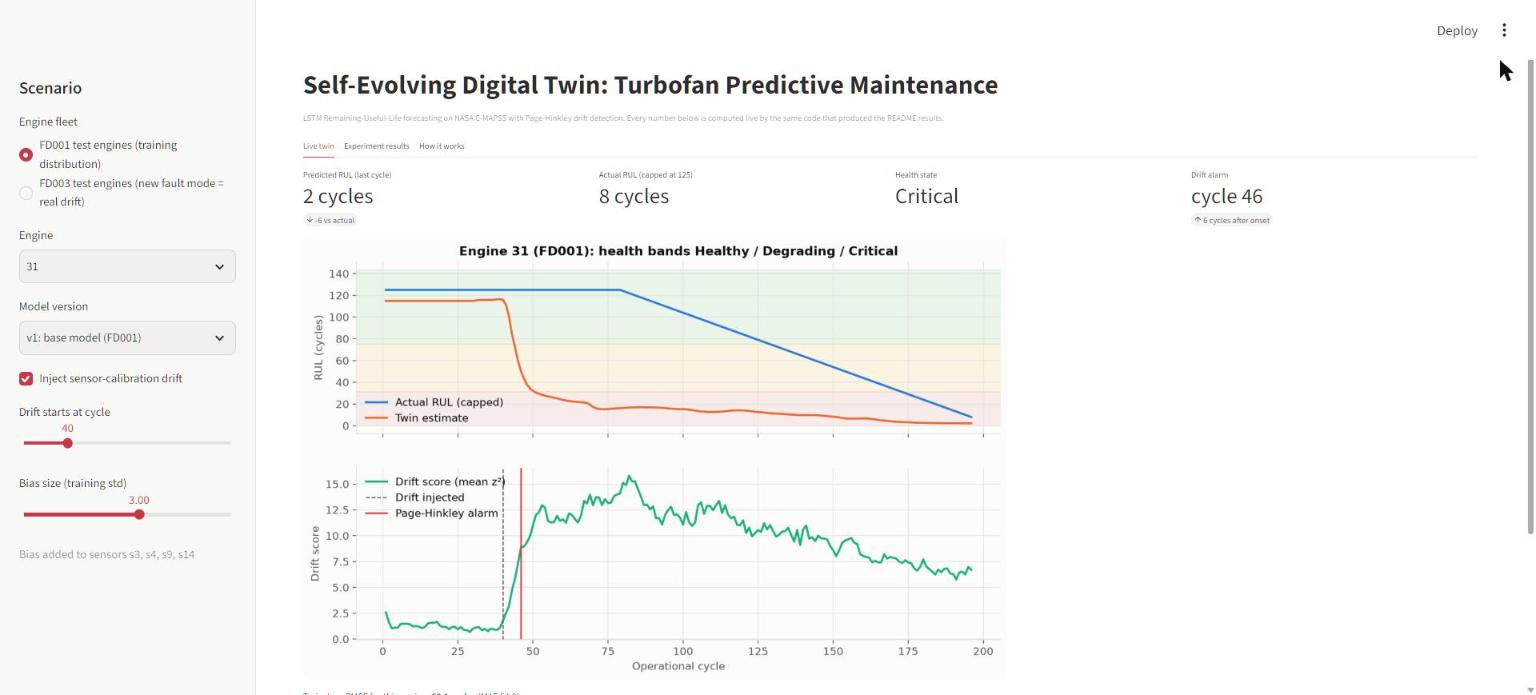 Deploy
Scenario
Engine fleet
FD001 test engines (training
distribution)
FD003 test engines (new fault mode =
real drift)
Engine
31
Model version
v1: base model (FD001)
Inject sensor-calibration drift
Drift starts at cycle
40
Bias size (training std)
3.00
Bias added to sensors s3, s4, s9, s14
Self-Evolving Digital Twin: Turbofan Predictive Maintenance
LSTM Remaining-Useful-Life forecasting on NASA C-MAPSS with Page-Hinkley drift detection. Every number below is computed live by the same code that produced the README results.
Live twin Experiment results How it works
Predicted RUL (last cycle)
2 cycles
↓ -6 vs actual
Actual RUL (capped at 125)
8 cycles
Health state
Critical
Drift alarm
cycle 46
↑ 6 cycles after onset
Engine 31 (FD001): health bands Healthy / Degrading / Critical
RUL (cycles)
140
120
100
80
60
40
20
0
Actual RUL (capped)
Twin estimate
Drift score
15.0
12.5
10.0
7.5
5.0
2.5
0.0
Drift score (mean z²)
Drift injected
Page-Hinkley alarm
0 25 50 75 100 125 150 175 200
Operational cycle